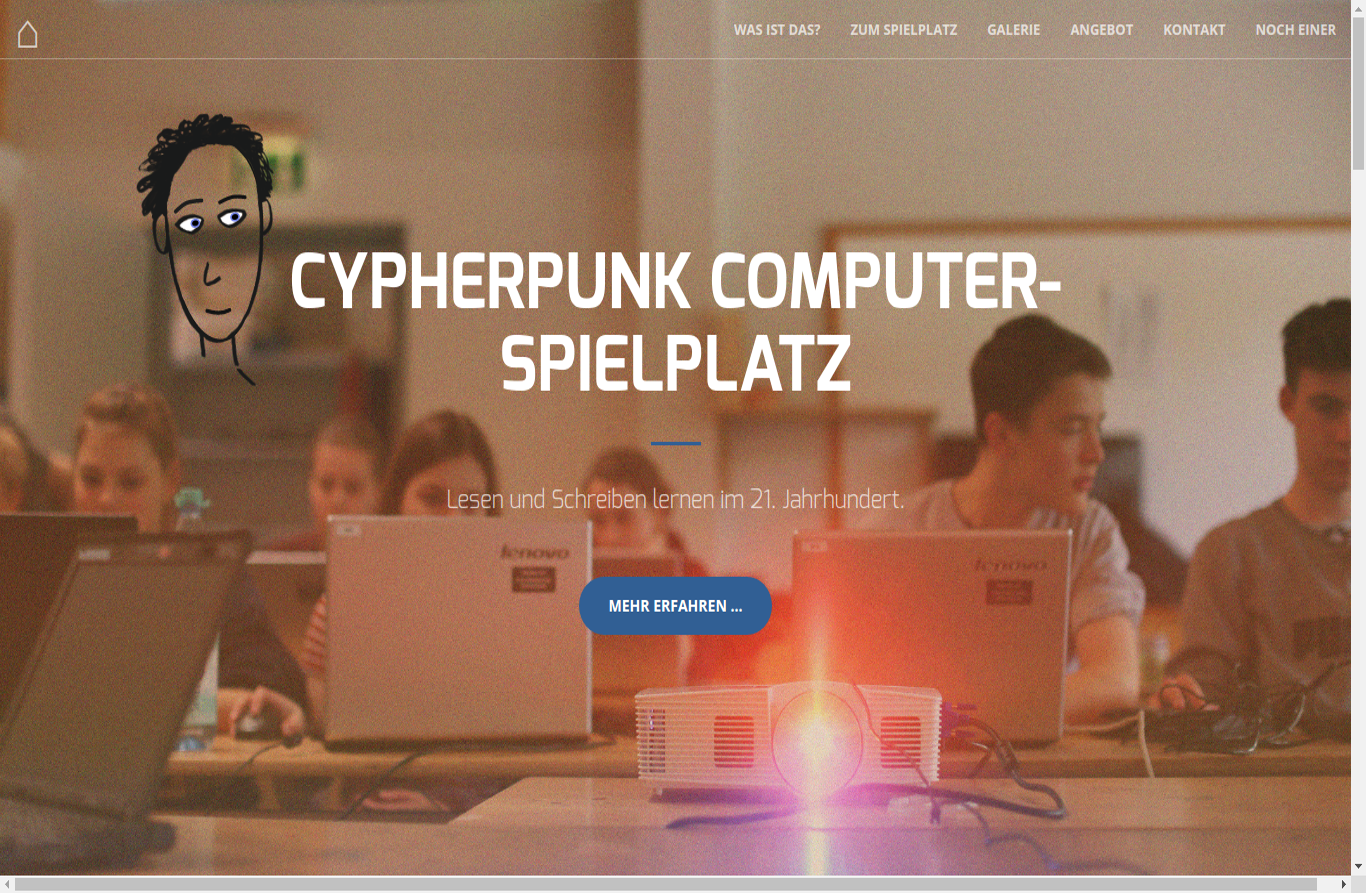 WAS IST DAS? ZUM SPIELPLATZ GALERIE ANGEBOT KONTAKT NOCH EINER
CYPHERPUNK COMPUTER-
SPIELPLATZ
Lesen und Schreiben lernen im 21. Jahrhundert.
lenovo
lenovo
MEHR ERFAHREN ...